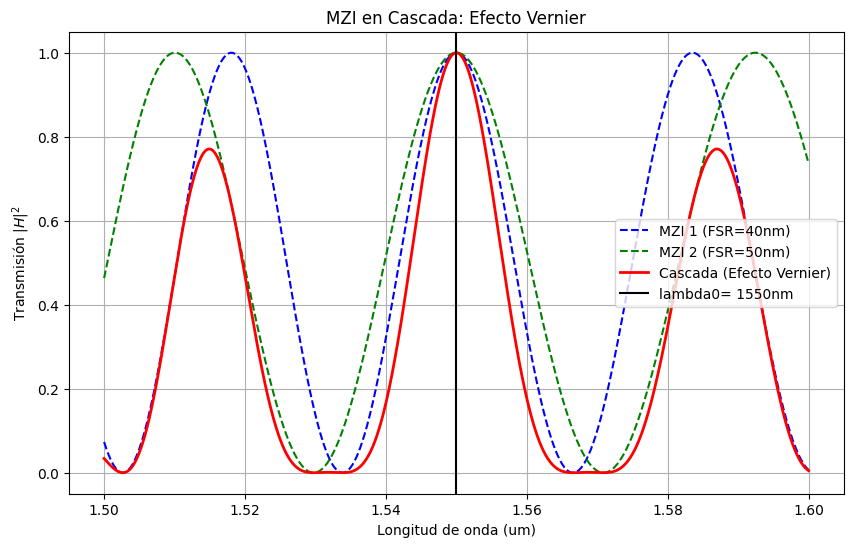 MZI en Cascada: Efecto Vernier
Transmisión |H|²
1.0
0.8
0.6
0.4
0.2
0.0
MZI 1 (FSR=40nm)
MZI 2 (FSR=50nm)
Cascada (Efecto Vernier)
lambda0= 1550nm
1.50 1.52 1.54 1.56 1.58 1.60
Longitud de onda (um)